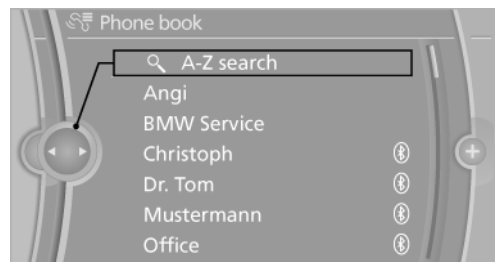 Phone book
A-Z search
Angi
BMW Service
Christoph
Dr. Tom
Mustermann
Office